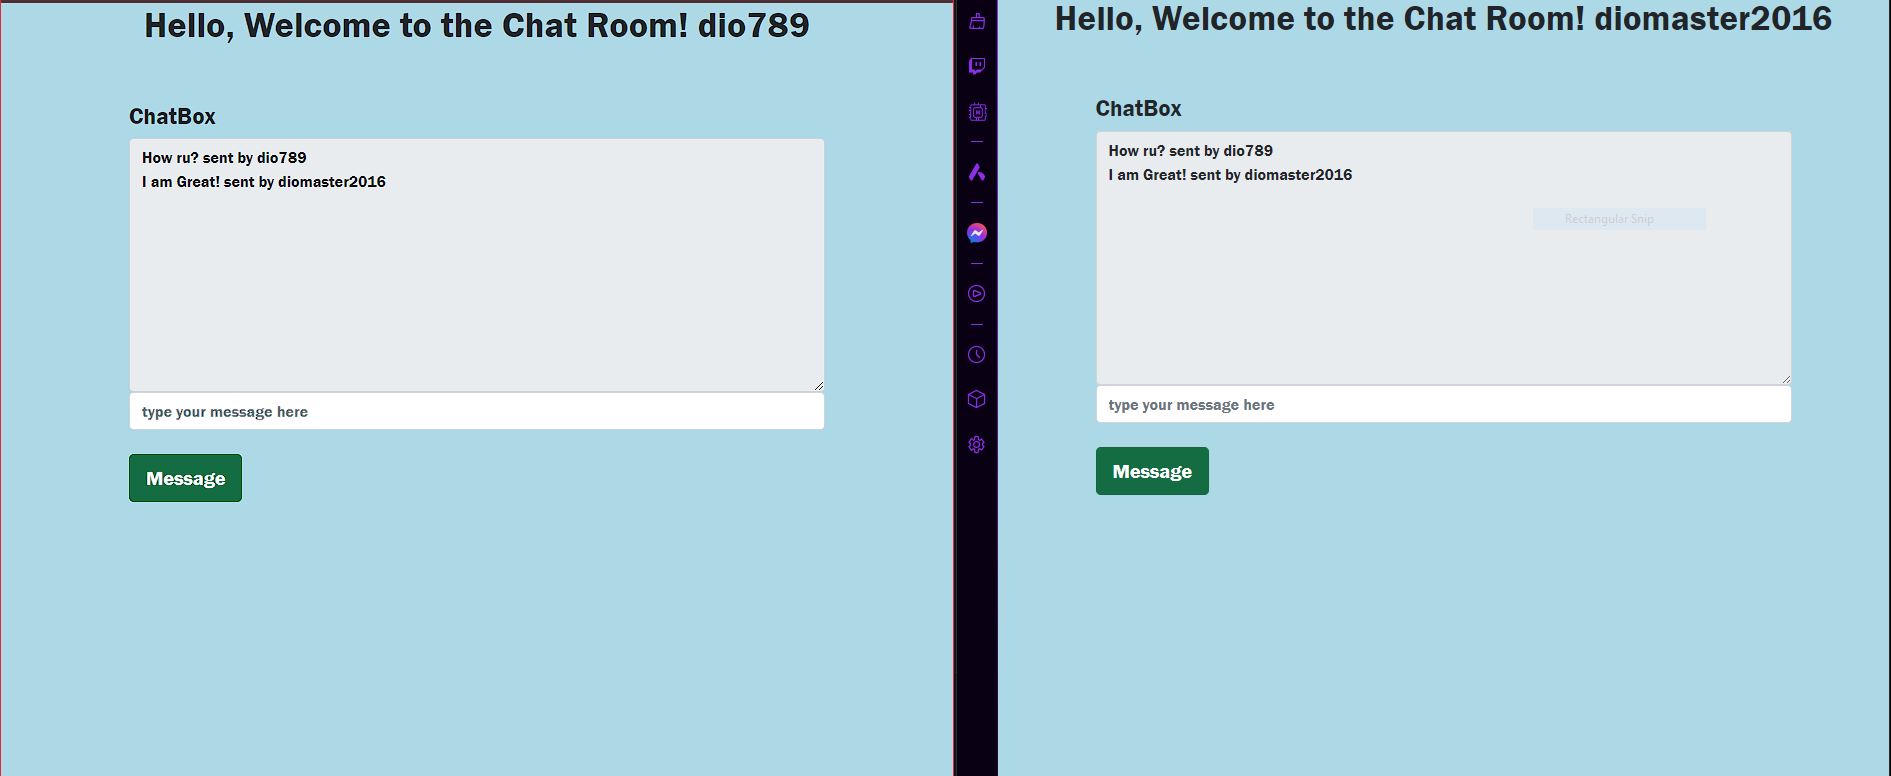 Hello, Welcome to the Chat Room! dio789
ChatBox
How ru? sent by dio789
I am Great! sent by diomaster2016
type your message here
Message
Hello, Welcome to the Chat Room! diomaster2016
ChatBox
How ru? sent by dio789
I am Great! sent by diomaster2016
Rectangular Snip
type your message here
Message